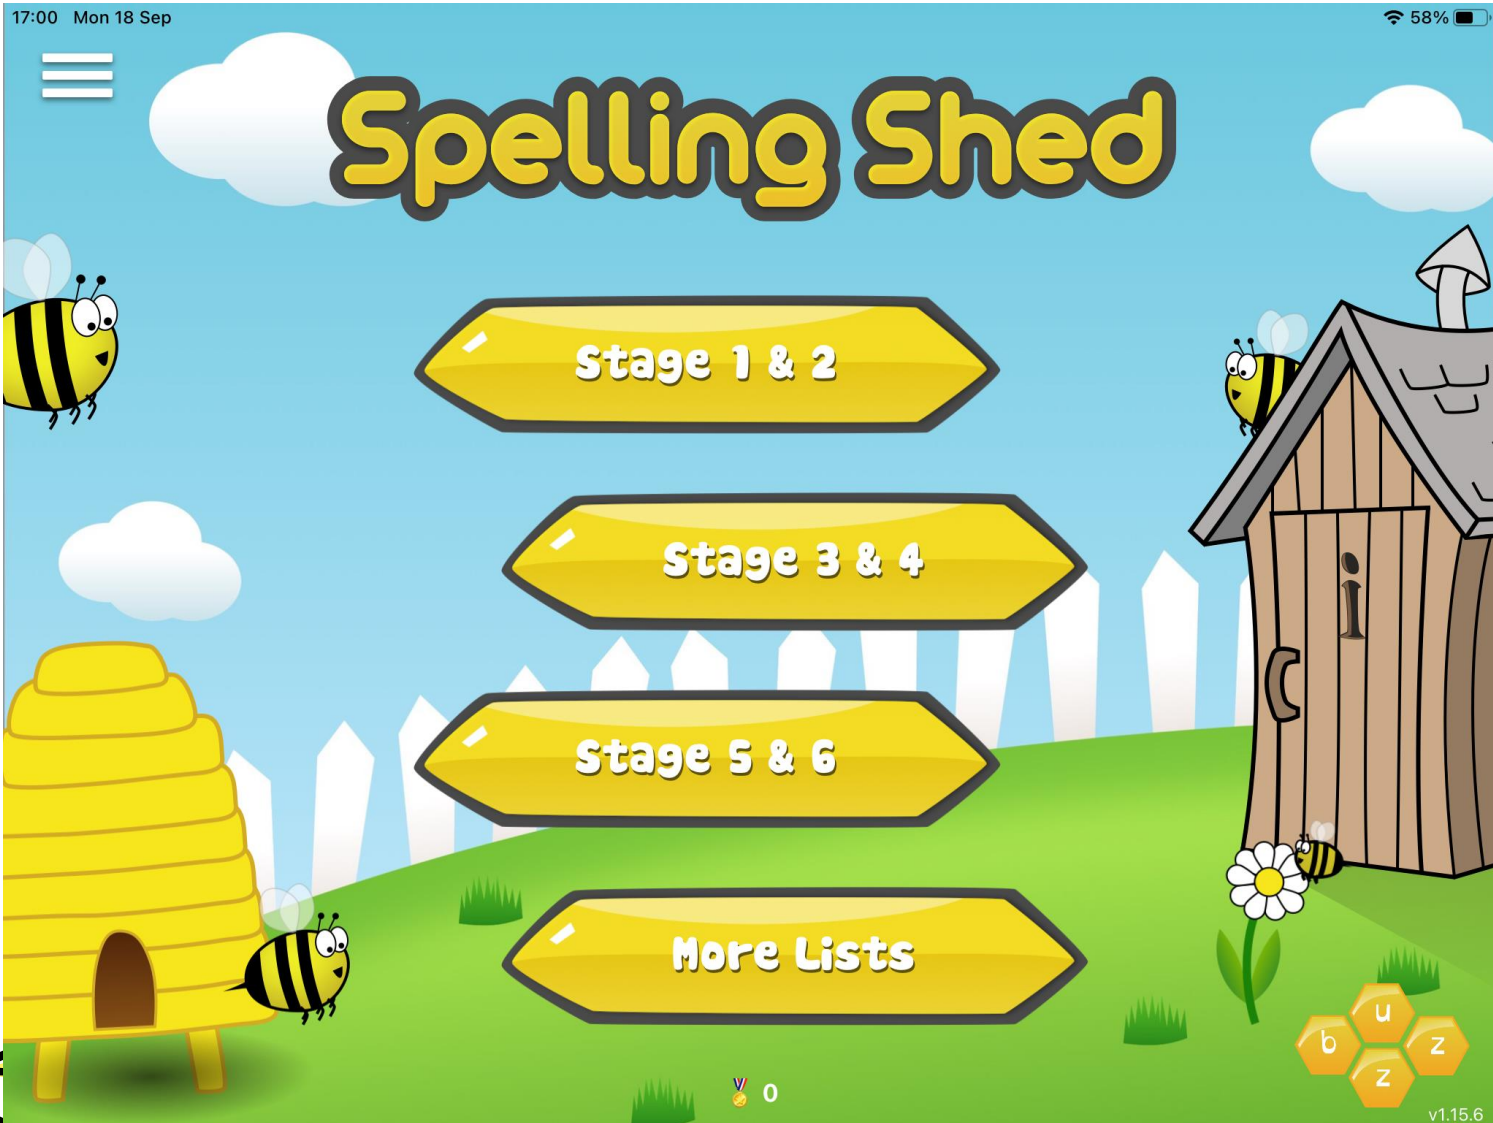 17:00 Mon 18 Sep
58%
Spelling Shed
Stage 1 & 2
Stage 3 & 4
i
Stage 5 & 6
More Lists
u
b
z
z
0
v1.15.6